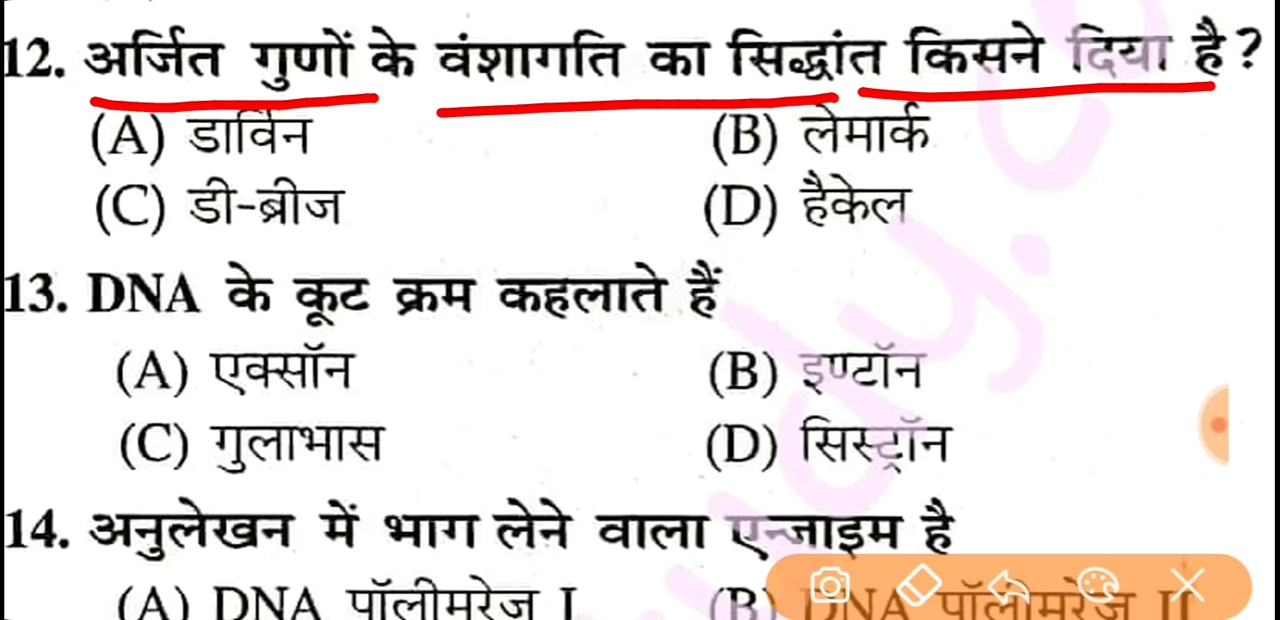 12. अर्जित गुणों के वंशागति का सिद्धांत किसने दिया है?
(A) डार्विन (B) लेमार्क
(C) डी-ब्रीज (D) हैकेल
13. DNA के कूट क्रम कहलाते हैं
(A) एक्सॉन (B) इण्टॉन
(C) गुलाभास (D) सिस्ट्रॉन
14. अनुलेखन में भाग लेने वाला एन्जाइम है
(A) DNA पॉलीमरेज I (B) DNA पॉलीमरेज II